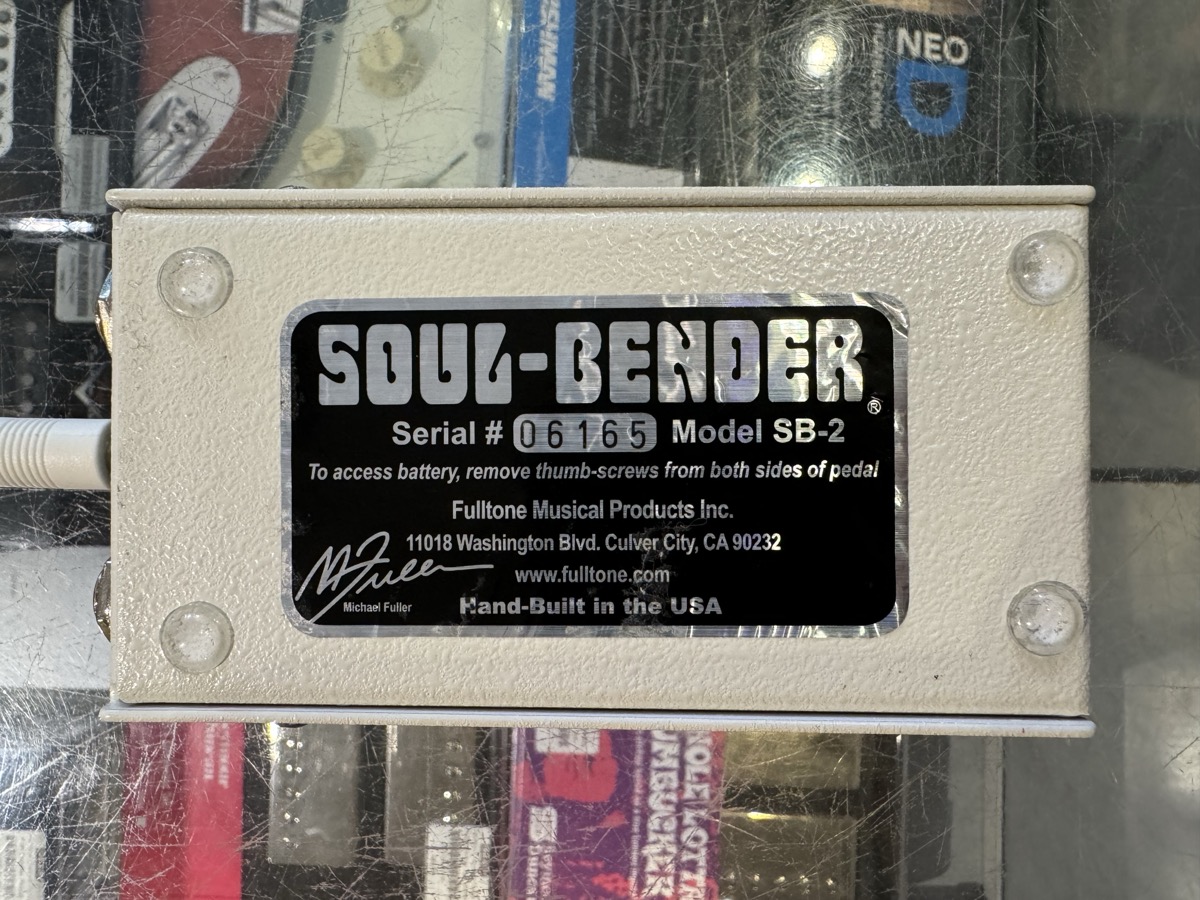 NEO
D
SOUL-BENDER®
Serial # 06165 Model SB-2
To access battery, remove thumb-screws from both sides of pedal
Fulltone Musical Products Inc.
11018 Washington Blvd. Culver City, CA 90232
www.fulltone.com
Michael Fuller
Hand-Built in the USA